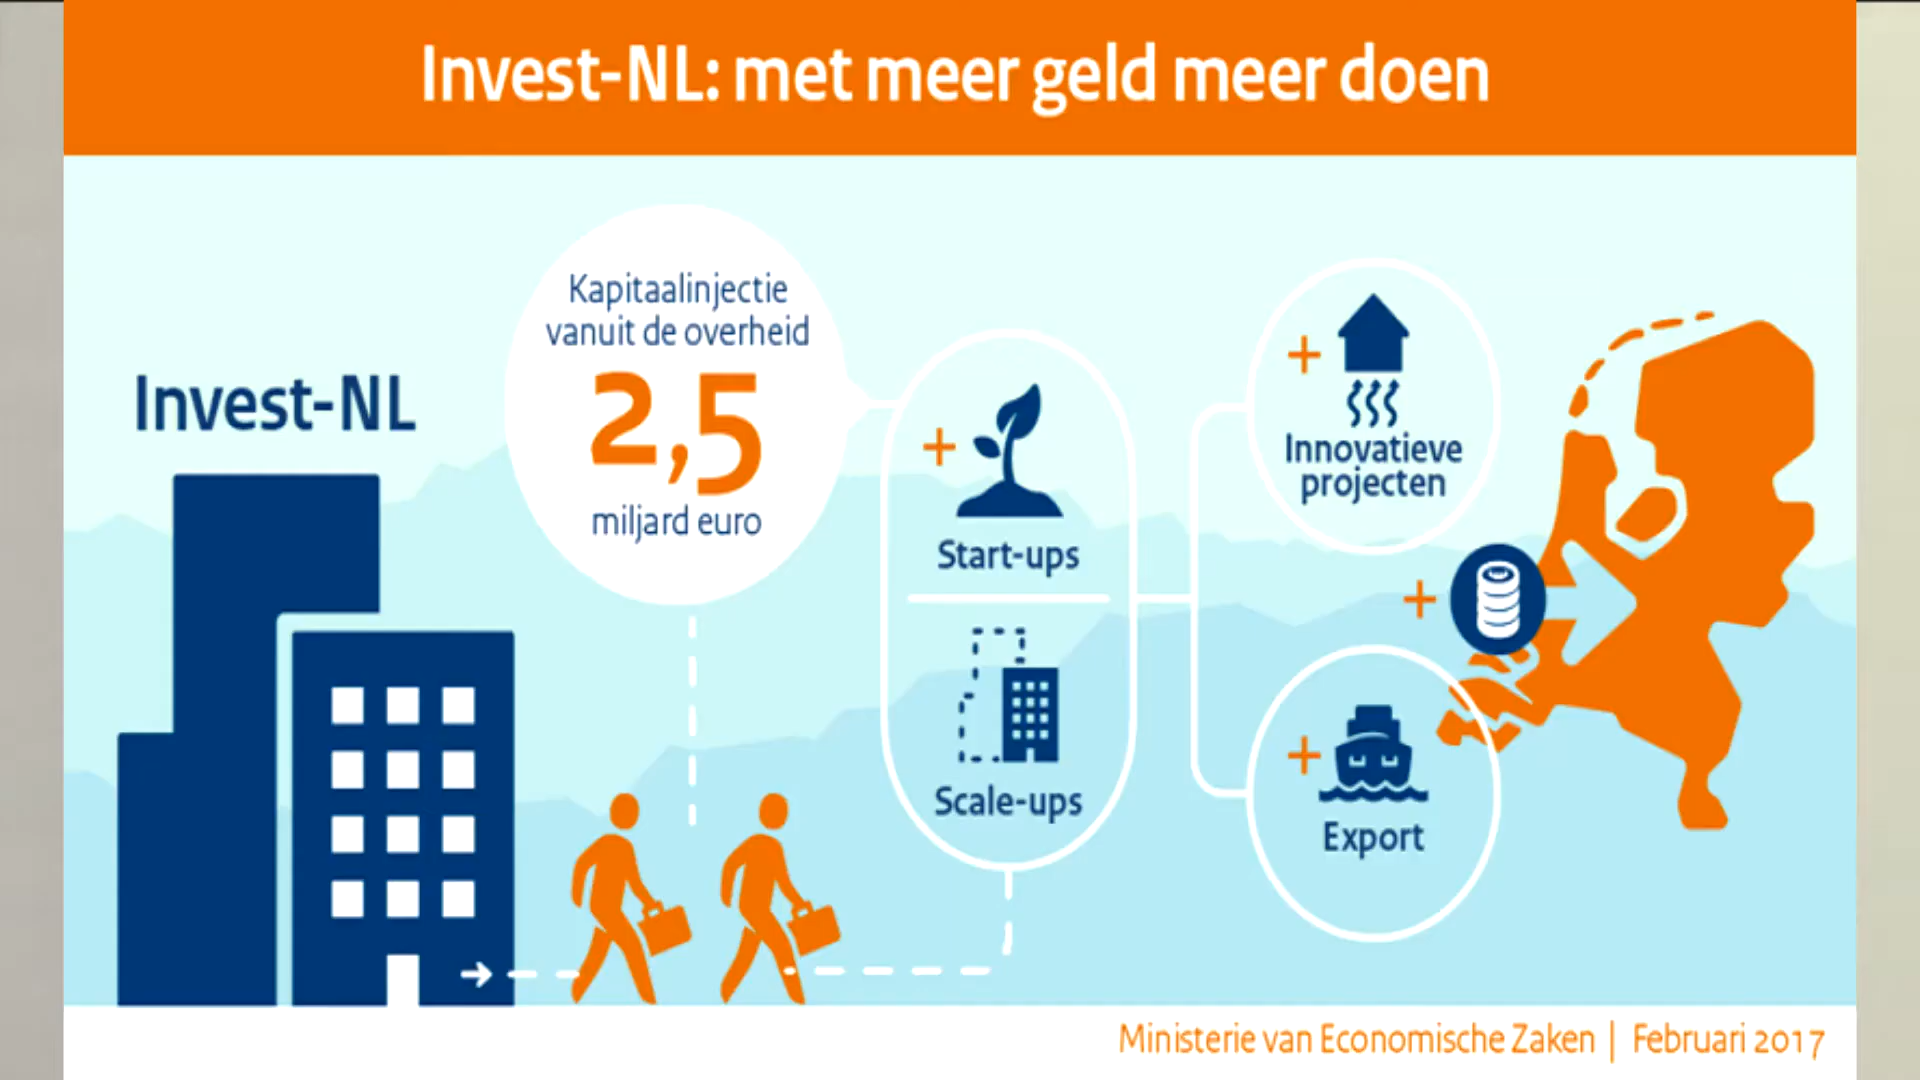 Invest-NL: met meer geld meer doen
Invest-NL
Kapitaalinjectie
vanuit de overheid
2,5
miljard euro
Start-ups
Scale-ups
Innovatieve
projecten
Export
Ministerie van Economische Zaken | Februari 2017